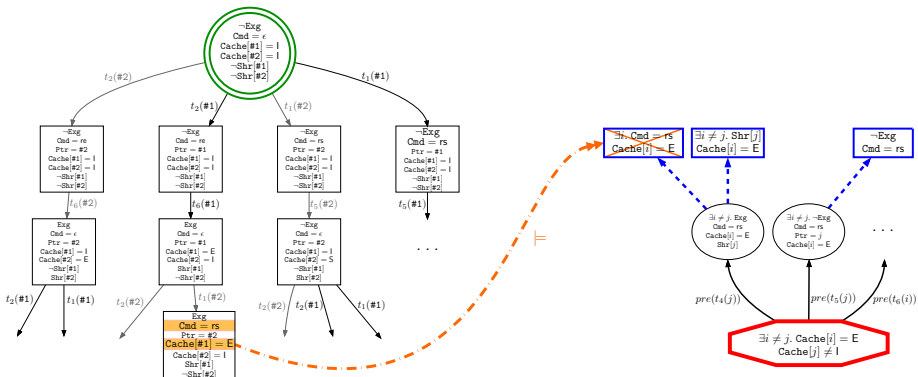 ¬Exg
Cmd = ϵ
Cache[#1] = I
Cache[#2] = I
¬Shr[#1]
¬Shr[#2]
t₂(#2)
t₂(#1)
t₁(#2)
t₁(#1)
¬Exg
Cmd = re
Ptr = #2
Cache[#1] = I
Cache[#2] = I
¬Shr[#1]
¬Shr[#2]
¬Exg
Cmd = re
Ptr = #1
Cache[#1] = I
Cache[#2] = I
¬Shr[#1]
¬Shr[#2]
¬Exg
Cmd = rs
Ptr = #2
Cache[#1] = I
Cache[#2] = I
¬Shr[#1]
¬Shr[#2]
¬Exg
Cmd = rs
Ptr = #1
Cache[#1] = I
Cache[#2] = I
¬Shr[#1]
¬Shr[#2]
t₆(#2)
t₆(#1)
t₅(#2)
t₅(#1)
Exg
Cmd = ϵ
Ptr = #2
Cache[#1] = I
Cache[#2] = E
¬Shr[#1]
Shr[#2]
Exg
Cmd = ϵ
Ptr = #1
Cache[#1] = E
Cache[#2] = I
Shr[#1]
¬Shr[#2]
¬Exg
Cmd = ϵ
Ptr = #2
Cache[#1] = I
Cache[#2] = S
¬Shr[#1]
Shr[#2]
. . .
t₂(#1)
t₁(#1)
t₂(#2)
t₁(#2)
t₂(#2)
t₂(#1)
t₁(#1)
Exg
Cmd = rs
Ptr = #2
Cache[#1] = E
Cache[#2] = I
Shr[#1]
¬Shr[#2]
⊨
∃i. Cmd = rs
Cache[i] = E
∃i ≠ j. Shr[j]
Cache[i] = E
¬Exg
Cmd = rs
∃i ≠ j. Exg
Cmd = rs
Cache[i] = E
Shr[j]
∃i ≠ j. ¬Exg
Cmd = rs
Ptr = j
Cache[i] = E
. . .
pre(t₄(j))
pre(t₅(j))
pre(t₆(i))
∃i ≠ j. Cache[i] = E
Cache[j] ≠ I